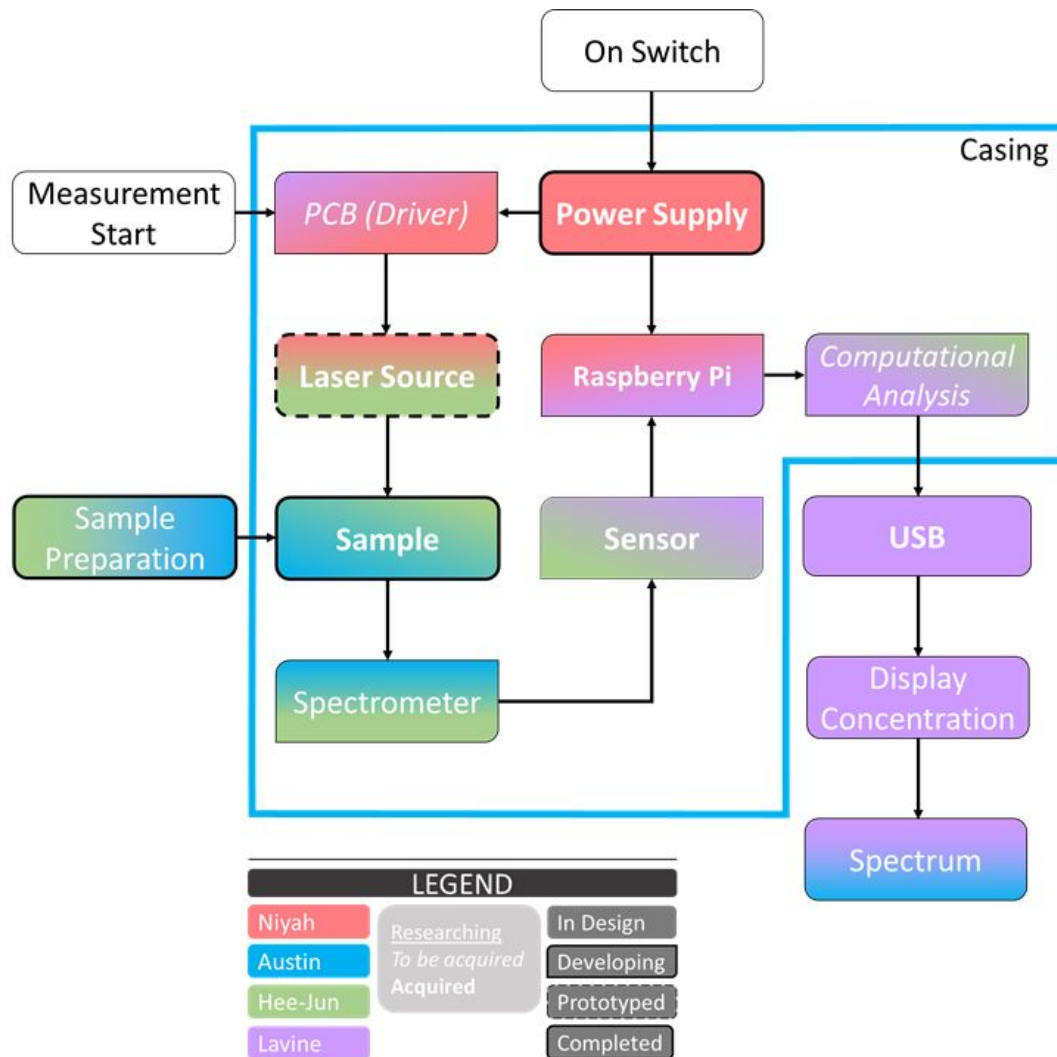 On Switch
Casing
Measurement
Start
PCB (Driver)
Power Supply
Laser Source
Raspberry Pi
Computational
Analysis
Sample
Preparation
Sample
Sensor
USB
Spectrometer
Display
Concentration
Spectrum
LEGEND
Niyah
Austin
Hee-Jun
Lavine
Researching
To be acquired
Acquired
In Design
Developing
Prototyped
Completed